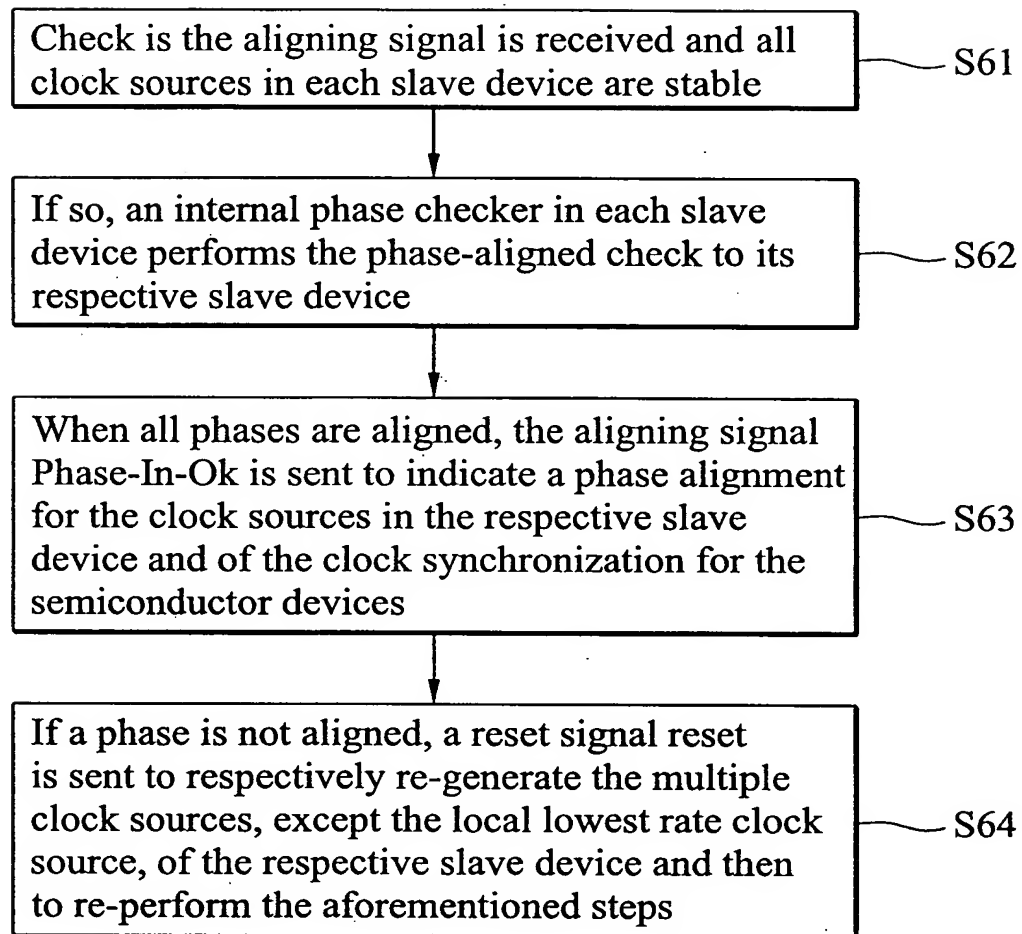 Check is the aligning signal is received and all
clock sources in each slave device are stable
S61
If so, an internal phase checker in each slave
device performs the phase-aligned check to its
respective slave device
S62
When all phases are aligned, the aligning signal
Phase-In-Ok is sent to indicate a phase alignment
for the clock sources in the respective slave
device and of the clock synchronization for the
semiconductor devices
S63
If a phase is not aligned, a reset signal reset
is sent to respectively re-generate the multiple
clock sources, except the local lowest rate clock
source, of the respective slave device and then
to re-perform the aforementioned steps
S64